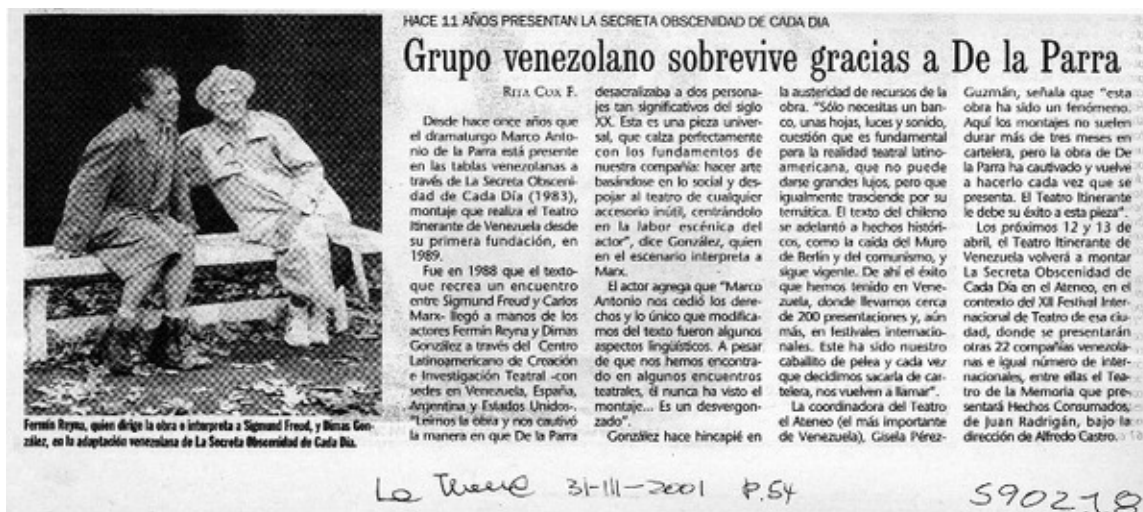 HACE 11 AÑOS PRESENTAN LA SECRETA OBSCENIDAD DE CADA DIA
Grupo venezolano sobrevive gracias a De la Parra
RITA COX F.
Desde hace once años que
el dramaturgo Marco Anto-
nio de la Parra está presente
en las tablas venezolanas a
través de La Secreta Obsceni-
dad de Cada Día (1983),
montaje que realiza el Teatro
Itinerante de Venezuela desde
su primera fundación, en
1989.
Fue en 1988 que el texto-
que recrea un encuentro
entre Sigmund Freud y Carlos
Marx- llegó a manos de los
actores Fermín Reyna y Dimas
González a través del Centro
Latinoamericano de Creación
e Investigación Teatral -con
sedes en Venezuela, España,
Argentina y Estados Unidos-.
"Leímos la obra y nos cautivó
la manera en que De la Parra
desacralizaba a dos persona-
jes tan significativos del siglo
XX. Esta es una pieza univer-
sal, que calza perfectamente
con los fundamentos de
nuestra compañía: hacer arte
basándose en lo social y des-
pojar al teatro de cualquier
accesorio inútil, centrándolo
en la labor escénica del
actor", dice González, quien
en el escenario interpreta a
Marx.
El actor agrega que "Marco
Antonio nos cedió los dere-
chos y lo único que modifica-
mos del texto fueron algunos
aspectos lingüísticos. A pesar
de que nos hemos encontra-
do en algunos encuentros
teatrales, él nunca ha visto el
montaje... Es un desvergon-
zado".
González hace hincapié en
la austeridad de recursos de la
obra. "Sólo necesitas un ban-
co, unas hojas, luces y sonido,
cuestión que es fundamental
para la realidad teatral latino-
americana, que no puede
darse grandes lujos, pero que
igualmente trasciende por su
temática. El texto del chileno
se adelantó a hechos históri-
cos, como la caída del Muro
de Berlín y del comunismo, y
sigue vigente. De ahí el éxito
que hemos tenido en Vene-
zuela, donde llevamos cerca
de 200 presentaciones y, aún
más, en festivales internacio-
nales. Este ha sido nuestro
caballito de pelea y cada vez
que decidimos sacarla de car-
telera, nos vuelven a llamar".
La coordinadora del Teatro
el Ateneo (el más importante
de Venezuela), Gisela Pérez-
Guzmán, señala que "esta
obra ha sido un fenómeno.
Aquí los montajes no suelen
durar más de tres meses en
cartelera, pero la obra de De
la Parra ha cautivado y vuelve
a hacerlo cada vez que se
presenta. El Teatro Itinerante
le debe su éxito a esta pieza".
Los próximos 12 y 13 de
abril, el Teatro Itinerante de
Venezuela volverá a montar
La Secreta Obscenidad de
Cada Día en el Ateneo, en el
contexto del XII Festival Inter-
nacional de Teatro de esa ciu-
dad, donde se presentarán
otras 22 compañías venezola-
nas e igual número de inter-
nacionales, entre ellas el Tea-
tro de la Memoria que pre-
sentará Hechos Consumados,
de Juan Radrigán, bajo la
dirección de Alfredo Castro.
Fermín Reyna, quien dirige la obra e interpreta a Sigmund Freud, y Dimas Gon-
zález, en la adaptación venezolana de La Secreta Obscenidad de Cada Día.
31-III-2001 P.54
590218